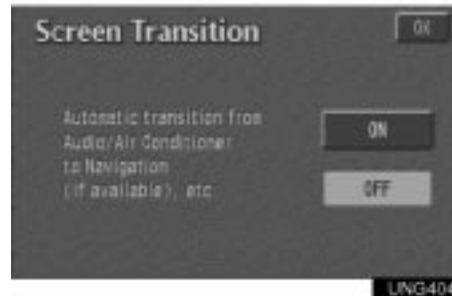 Screen Transition
OK
Automatic transition from
Audio/Air Conditioner
to Navigation
(if available), etc
ON
OFF
UNG404